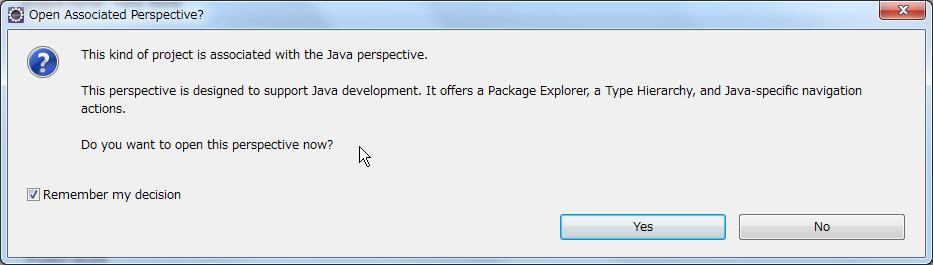 Open Associated Perspective?
This kind of project is associated with the Java perspective.
This perspective is designed to support Java development. It offers a Package Explorer, a Type Hierarchy, and Java-specific navigation
actions.
Do you want to open this perspective now?
Remember my decision
Yes
No